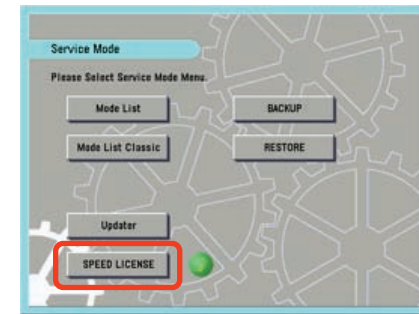 Service Mode
Please Select Service Mode Menu.
Mode List
BACKUP
Mode List Classic
RESTORE
Updater
SPEED LICENSE